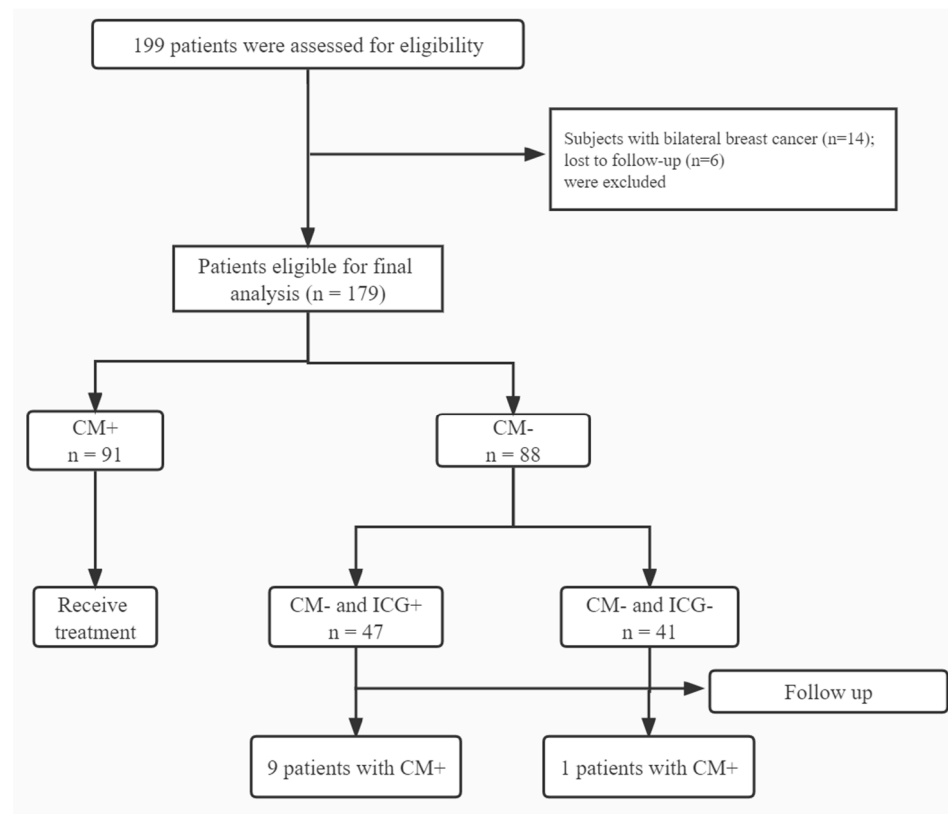 199 patients were assessed for eligibility
Subjects with bilateral breast cancer (n=14);
lost to follow-up (n=6)
were excluded
Patients eligible for final
analysis (n = 179)
CM+
n = 91
CM-
n = 88
Receive
treatment
CM- and ICG+
n = 47
CM- and ICG-
n = 41
Follow up
9 patients with CM+
1 patients with CM+